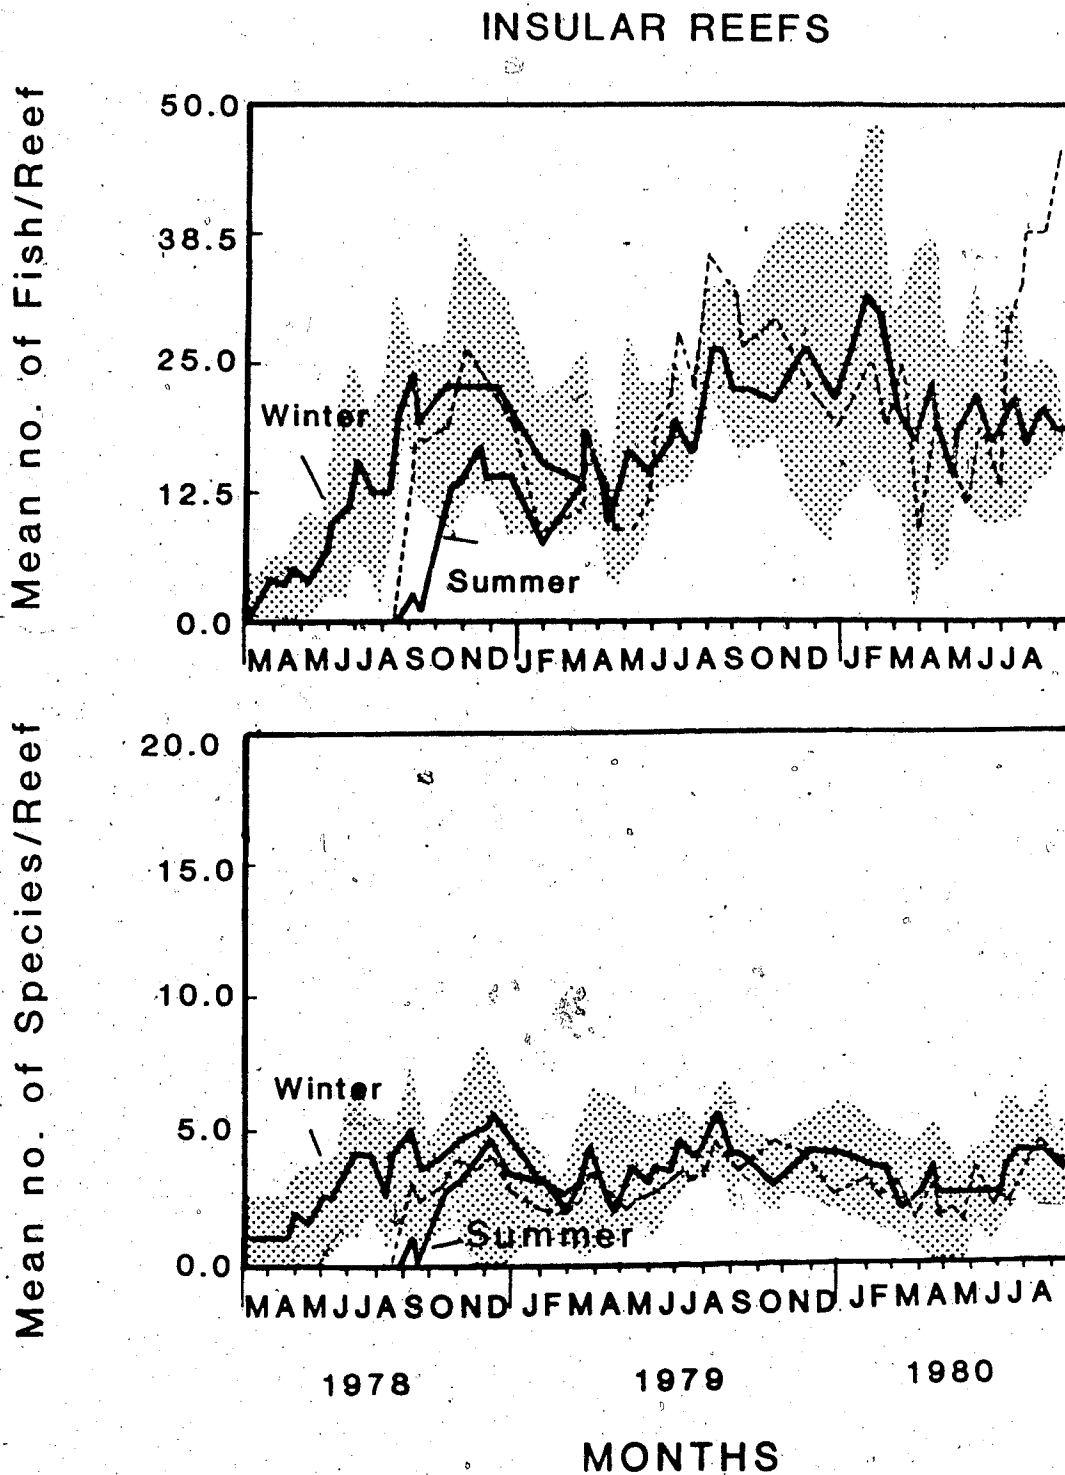 INSULAR REEFS
Mean no. of Fish/Reef
50.0
38.5
25.0
12.5
0.0
Winter
Summer
M A M J J A S O N D J F M A M J J A S O N D J F M A M J J A
Mean no. of Species/Reef
20.0
15.0
10.0
5.0
0.0
Winter
Summer
M A M J J A S O N D J F M A M J J A S O N D J F M A M J J A
1978 1979 1980
MONTHS